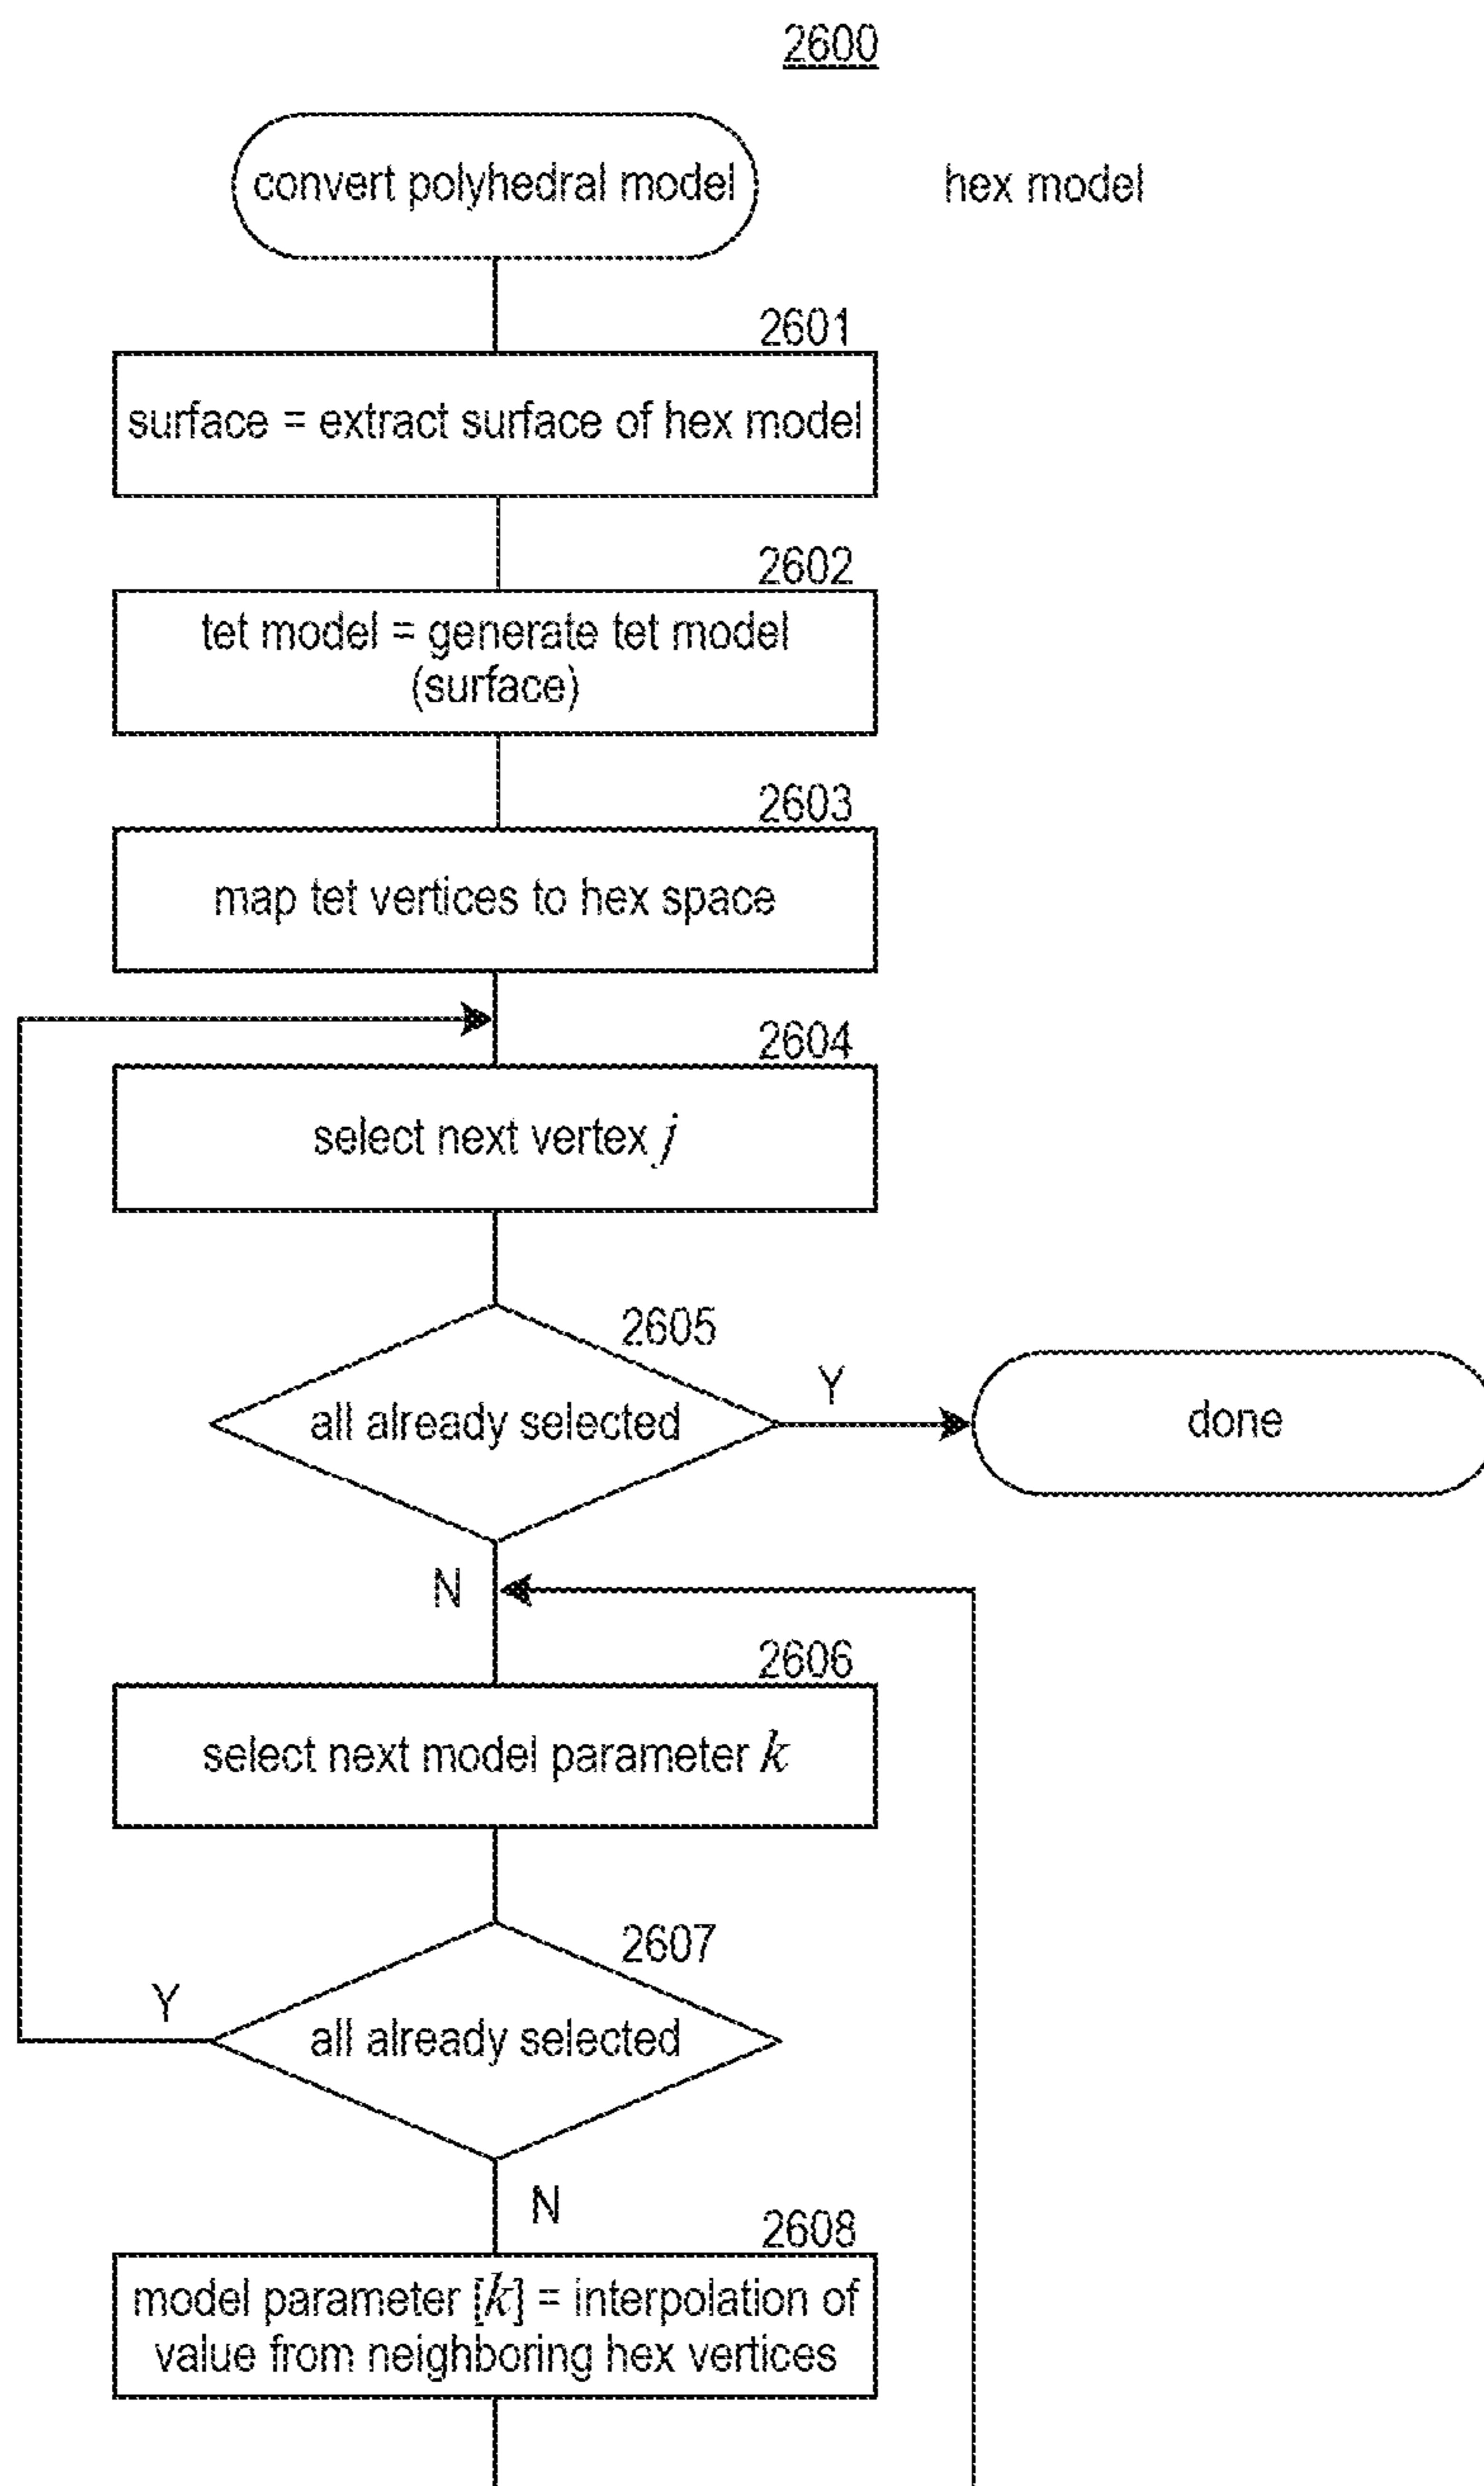 2600
convert polyhedral model
hex model
2601
surface = extract surface of hex model
2602
tet model = generate tet model
(surface)
2603
map tet vertices to hex space
2604
select next vertex j
2605
all already selected
Y
done
N
2606
select next model parameter k
2607
all already selected
Y
N
2608
model parameter [k] = interpolation of
value from neighboring hex vertices